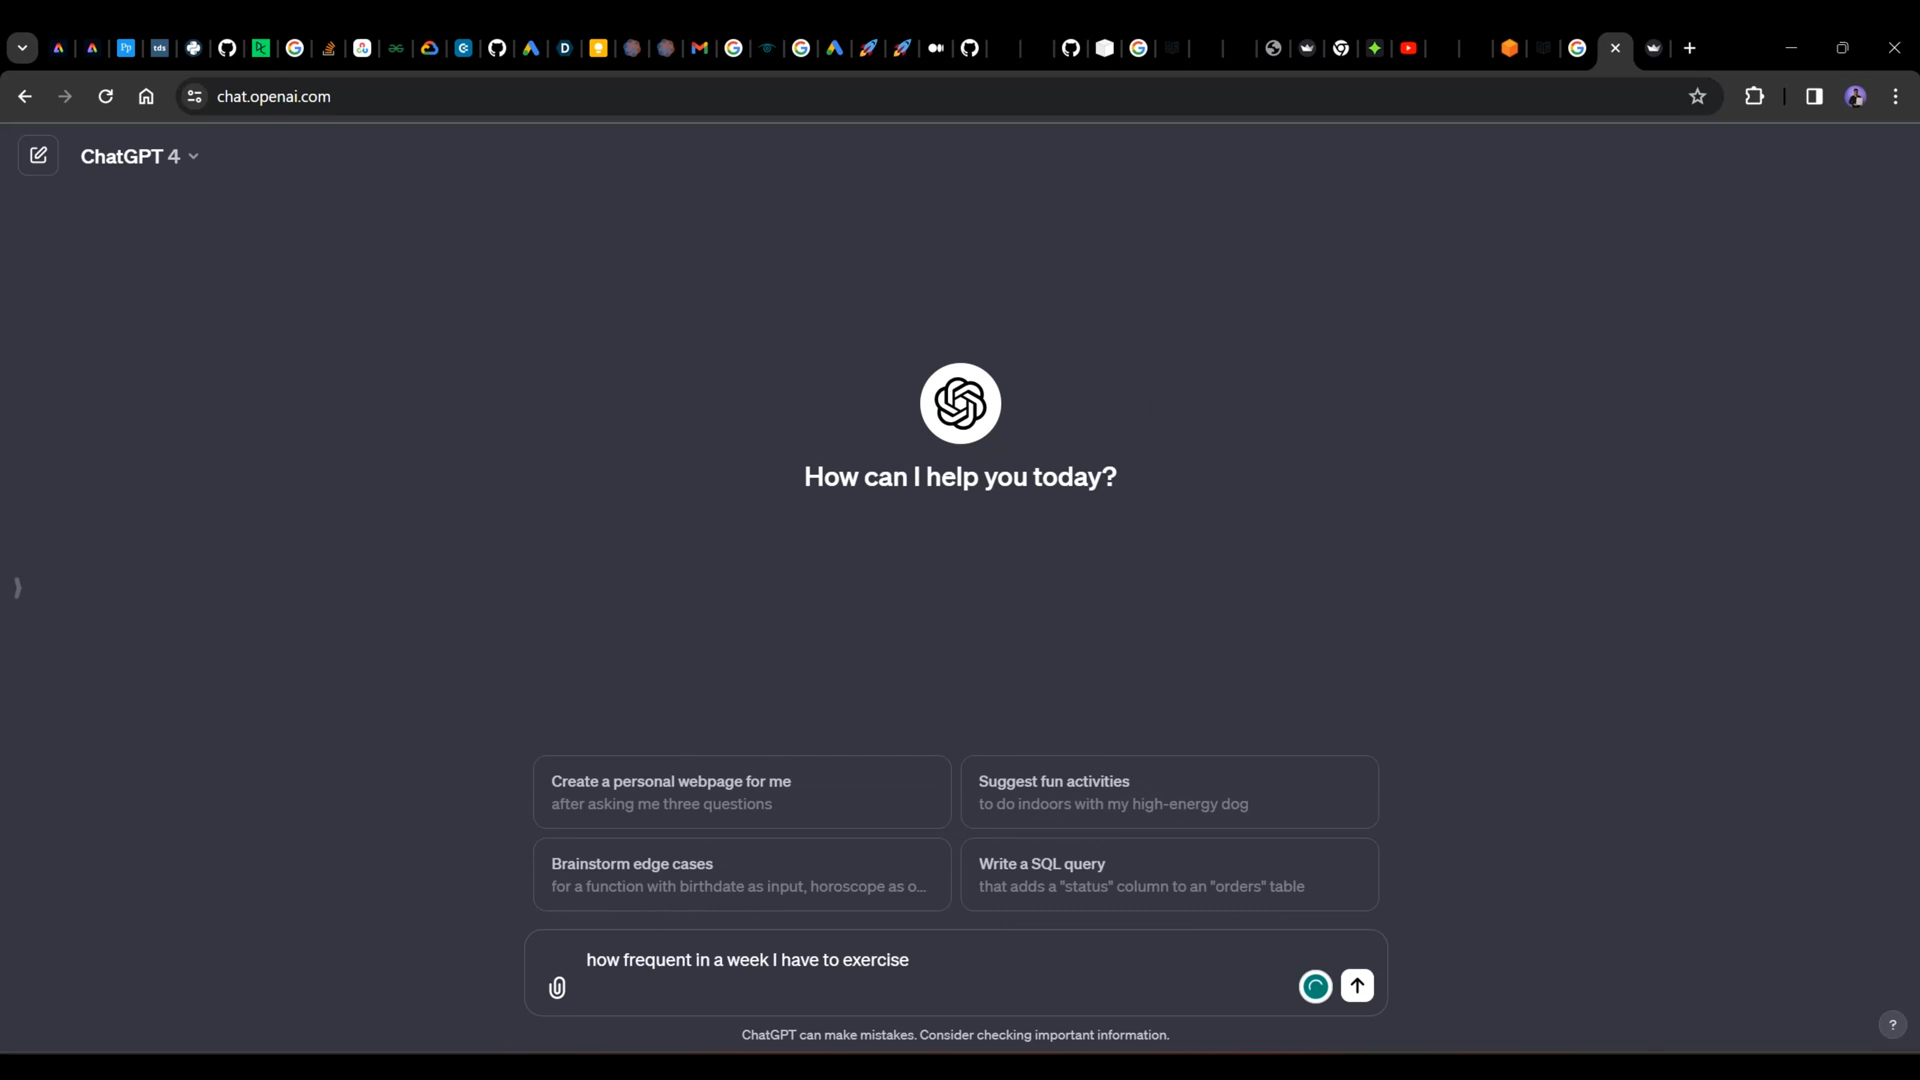 Pp
tds
D
chat.openai.com
ChatGPT 4
How can I help you today?
Create a personal webpage for me
after asking me three questions
Suggest fun activities
to do indoors with my high-energy dog
Brainstorm edge cases
for a function with birthdate as input, horoscope as o...
Write a SQL query
that adds a "status" column to an "orders" table
how frequent in a week I have to exercise
ChatGPT can make mistakes. Consider checking important information.
?